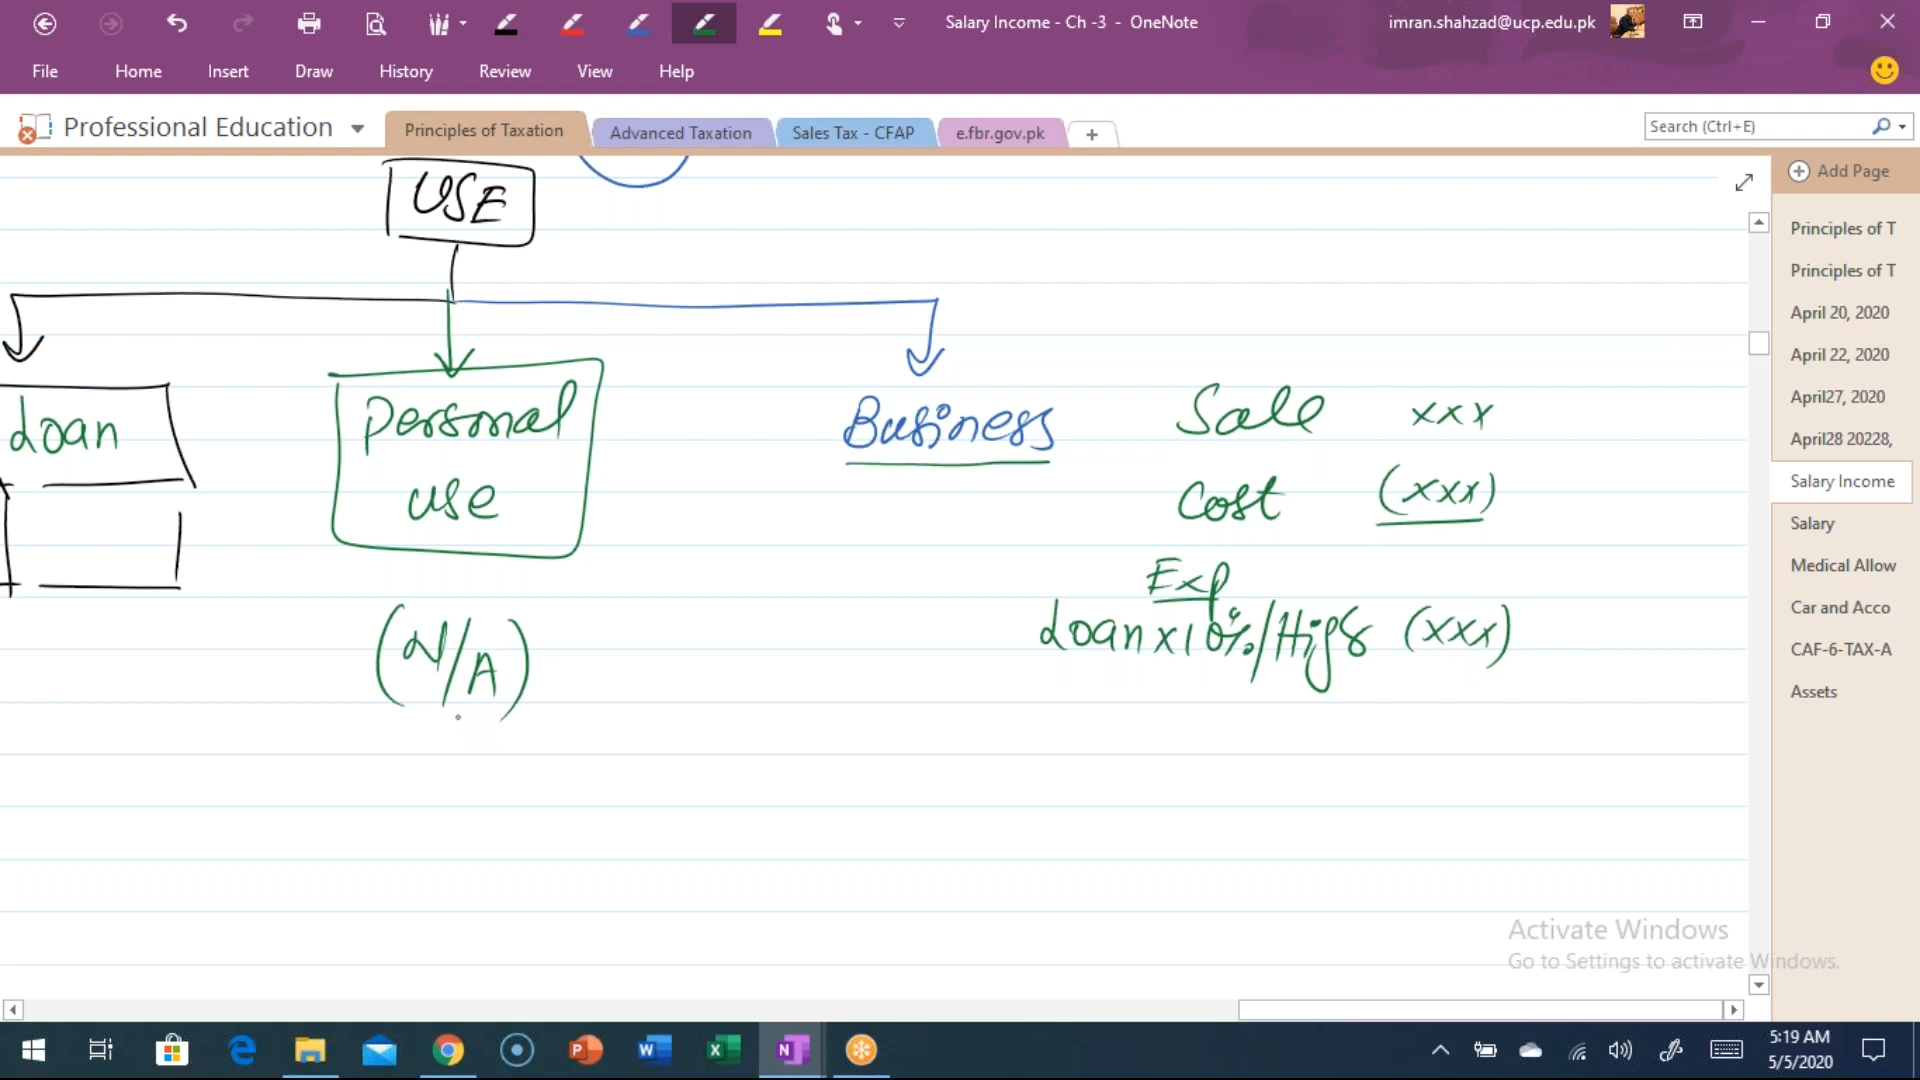 Salary Income - Ch -3 - OneNote
imran.shahzad@ucp.edu.pk
File Home Insert Draw History Review View Help
Professional Education
Principles of Taxation
Advanced Taxation
Sales Tax - CFAP
e.fbr.gov.pk
Search (Ctrl+E)
Add Page
Principles of T
Principles of T
April 20, 2020
April 22, 2020
April27, 2020
April28 20228,
Salary Income
Salary
Medical Allow
Car and Acco
CAF-6-TAX-A
Assets
USE
Loan
Personal
use
(N/A)
Business
Sale xxx
Cost (xxx)
Exp
Loan x 10%/High (xxx)
Activate Windows
Go to Settings to activate Windows.
5:19 AM
5/5/2020